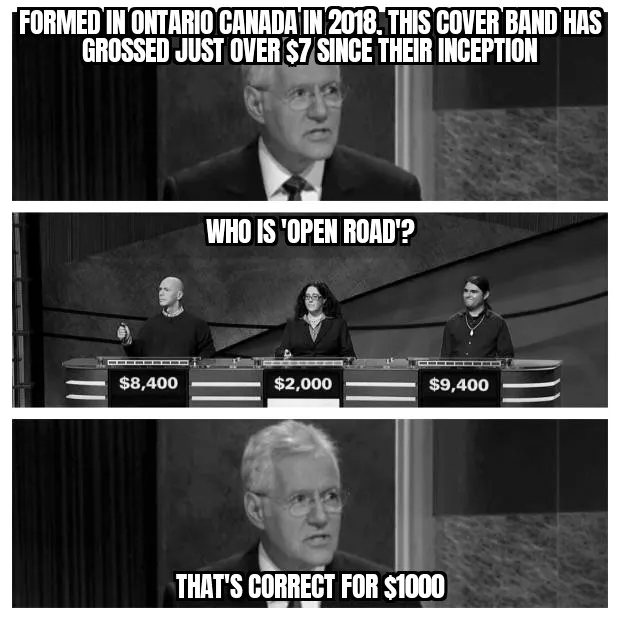 FORMED IN ONTARIO CANADA IN 2018. THIS COVER BAND HAS
GROSSED JUST OVER $7 SINCE THEIR INCEPTION
WHO IS 'OPEN ROAD'?
$8,400
$2,000
$9,400
THAT'S CORRECT FOR $1000